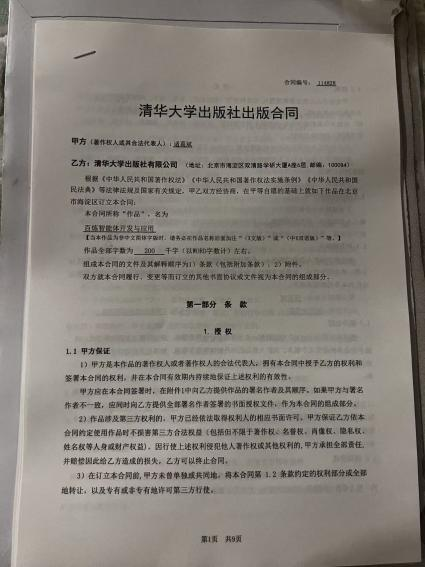 合同编号： 114828
清华大学出版社出版合同
甲方（著作权人或其合法代表人）：
乙方：清华大学出版社有限公司 （地址：北京市海淀区双清路学研大厦A座A层，邮编：100084）
根据《中华人民共和国著作权法》《中华人民共和国著作权法实施条例》《中华人民共和国
民法典》等法律法规及国家有关规定，甲乙双方经协商，在平等自愿的基础上就如下作品在北京
市海淀区订立本合同：
本合同所称“作品”，名为
百炼智能体开发与应用
【当本作品为非中文简体字版时，请务必在作品名称后面加注“（X文版）”或“（中X双语版）”等。】
作品全部字数为 200 千字（以和印字数计）左右。
组成本合同的文件及其解释顺序为1）条款（包括附加条款），2）附件。
双方就本合同履行、变更等而订立的其他书面协议或文件视为本合同的组成部分。
第一部分 条 款
1. 授 权
1.1 甲方保证
1）甲方是本作品的著作权人或者著作权人的合法代表人，拥有本合同中授予乙方的权利和
签署本合同的权利，并在本合同有效期内持续地保证上述权利的有效性。
甲方应在本合同签署时，在附件1中向乙方提供作品的署名作者及其顺序。如果甲方与署名
作者不一致，应同时向乙方提供全部署名作者签署的书面授权文件，作为本合同的组成部分。
2）作品涉及第三方权利的，甲方已经依法取得权利人的相应书面许可。甲方保证乙方依本
合同约定使用作品时不损害第三方合法权益（包括但不限于著作权、名誉权、肖像权、隐私权、
姓名权等人身或财产权益）。因行使上述权利侵犯他人著作权或其他权利的，甲方承担全部责任，
并赔偿因此给乙方造成的损失，乙方可以终止合同。
3）在订立本合同前，甲方未曾单独或共同地，将本合同第 1.2 条款约定的权利部分或全部
地转让，以及专有或非专有地许可第三方行使。
第1页 共9页